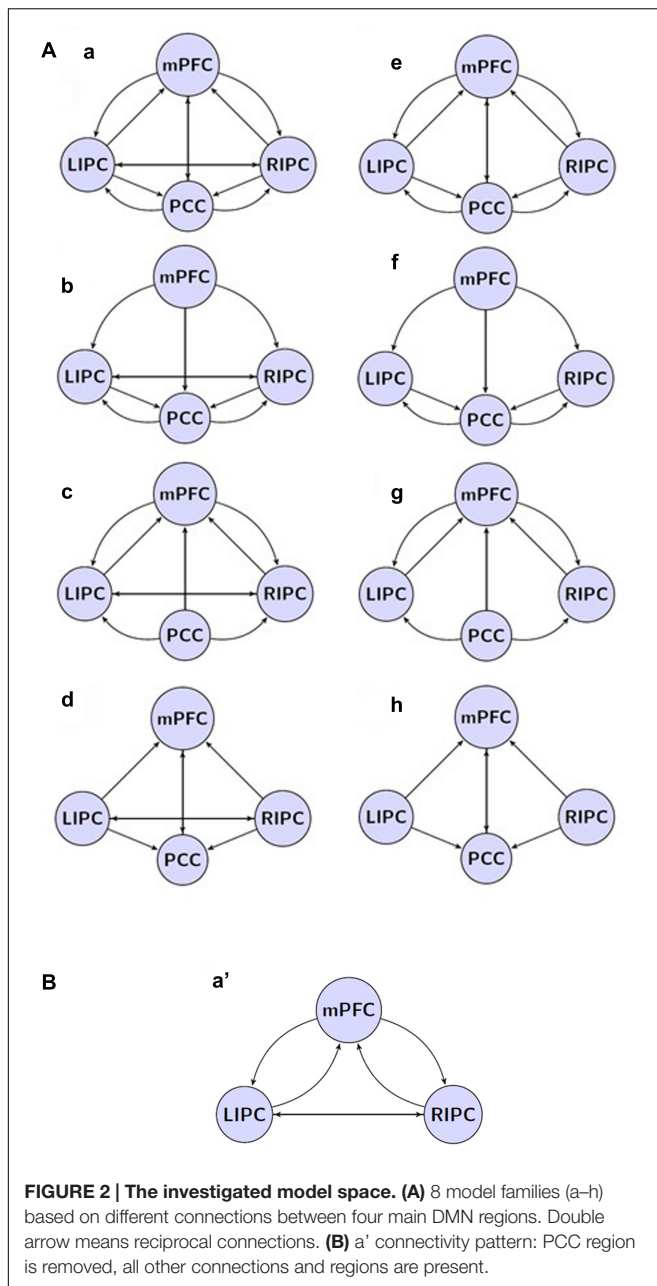 A a
mPFC
LIPC
RIPC
PCC
e
mPFC
LIPC
RIPC
PCC
b
mPFC
LIPC
RIPC
PCC
f
mPFC
LIPC
RIPC
PCC
c
mPFC
LIPC
RIPC
PCC
g
mPFC
LIPC
RIPC
PCC
d
mPFC
LIPC
RIPC
PCC
h
mPFC
LIPC
RIPC
PCC
B a’
mPFC
LIPC
RIPC
FIGURE 2 | The investigated model space. (A) 8 model families (a–h)
based on different connections between four main DMN regions. Double
arrow means reciprocal connections. (B) a’ connectivity pattern: PCC region
is removed, all other connections and regions are present.